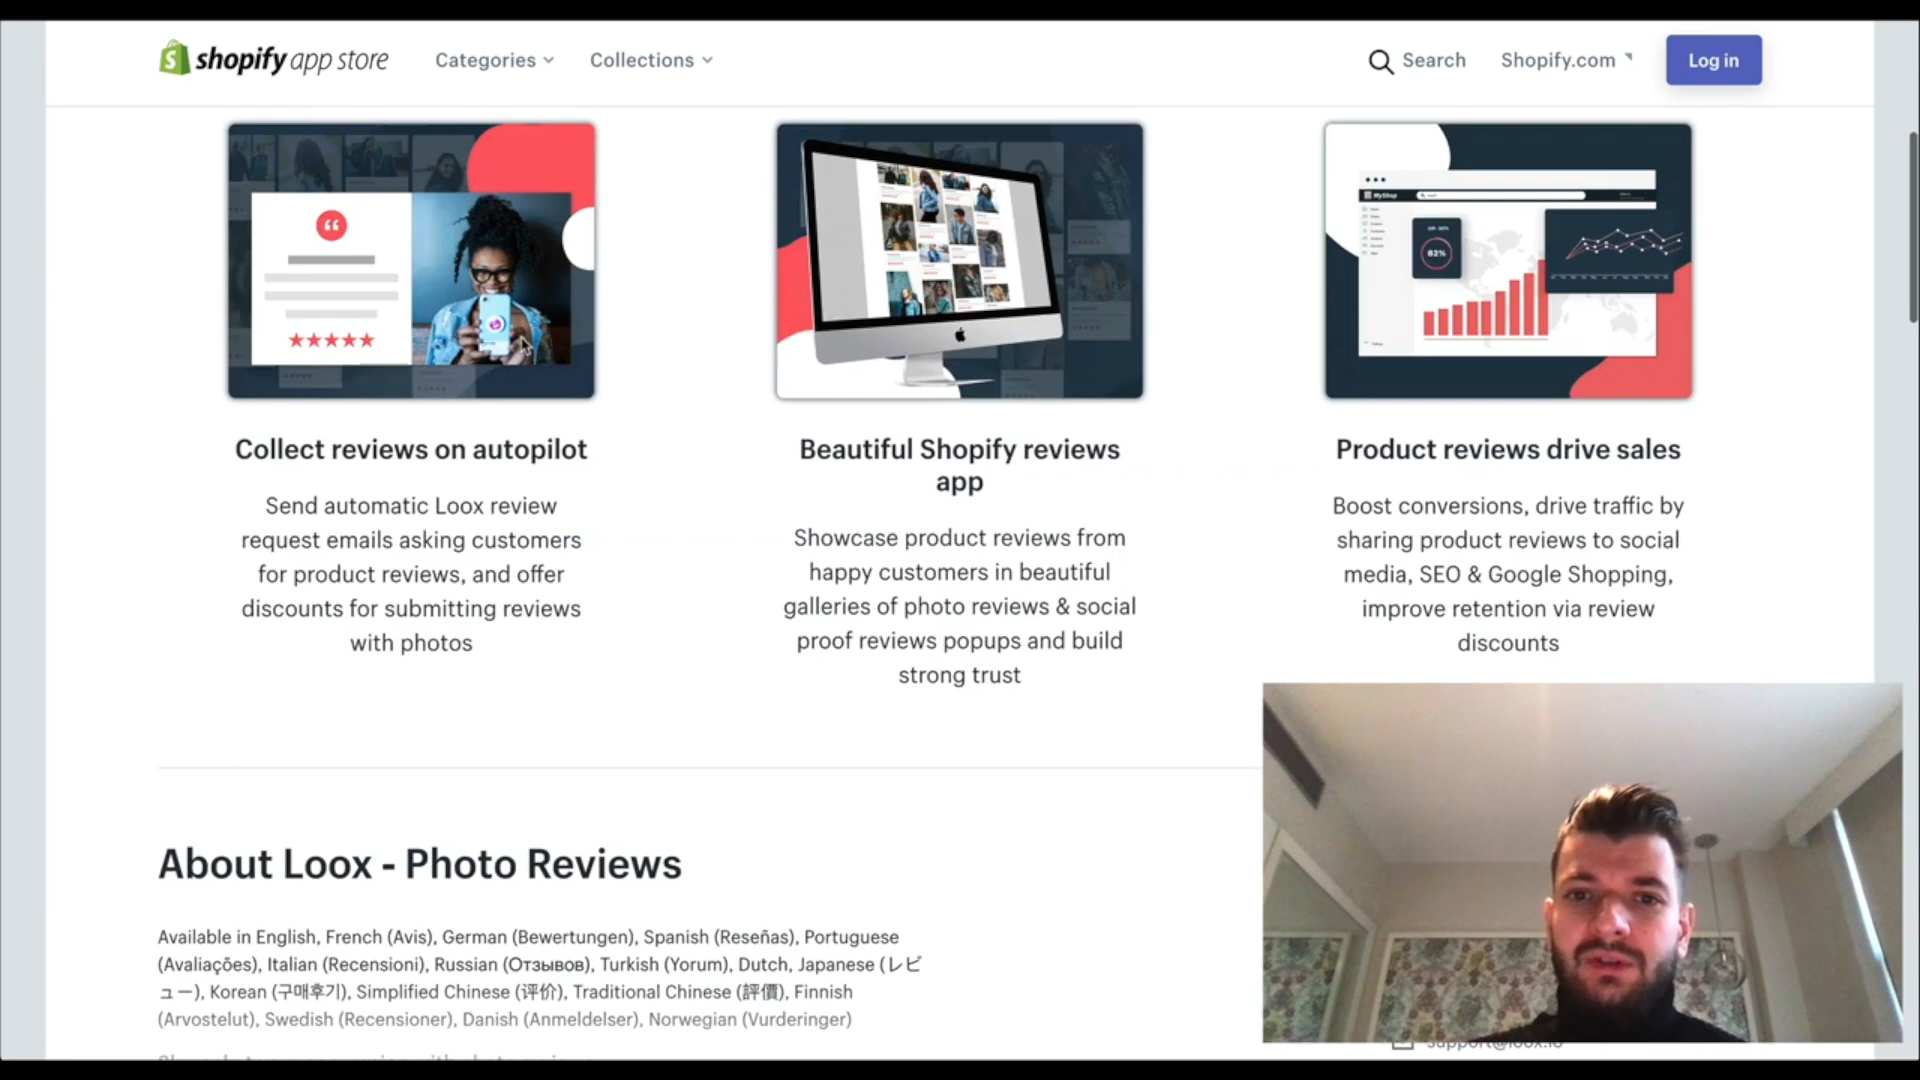 shopify app store
Categories
Collections
Search
Shopify.com
Log in
MyShop
82%
Collect reviews on autopilot
Send automatic Loox review
request emails asking customers
for product reviews, and offer
discounts for submitting reviews
with photos
Beautiful Shopify reviews
app
Showcase product reviews from
happy customers in beautiful
galleries of photo reviews & social
proof reviews popups and build
strong trust
Product reviews drive sales
Boost conversions, drive traffic by
sharing product reviews to social
media, SEO & Google Shopping,
improve retention via review
discounts
About Loox - Photo Reviews
Available in English, French (Avis), German (Bewertungen), Spanish (Reseñas), Portuguese
(Avaliações), Italian (Recensioni), Russian (Отзывов), Turkish (Yorum), Dutch, Japanese (レビ
ュー), Korean (구매후기), Simplified Chinese (评价), Traditional Chinese (評價), Finnish
(Arvostelut), Swedish (Recensioner), Danish (Anmeldelser), Norwegian (Vurderinger)
support@loox.io